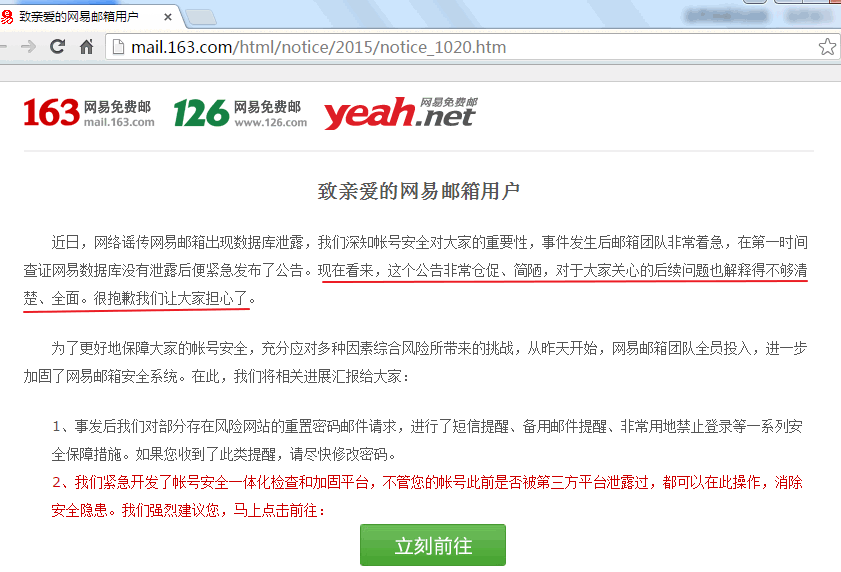 致亲爱的网易邮箱用户
mail.163.com/html/notice/2015/notice_1020.htm
163 网易免费邮 mail.163.com 126 网易免费邮 www.126.com yeah.net 网易免费邮
致亲爱的网易邮箱用户
近日，网络谣传网易邮箱出现数据库泄露，我们深知帐号安全对大家的重要性，事件发生后邮箱团队非常着急，在第一时间
查证网易数据库没有泄露后便紧急发布了公告。现在看来，这个公告非常仓促、简陋，对于大家关心的后续问题也解释得不够清
楚、全面。很抱歉我们让大家担心了。
为了更好地保障大家的帐号安全，充分应对多种因素综合风险所带来的挑战，从昨天开始，网易邮箱团队全员投入，进一步
加固了网易邮箱安全系统。在此，我们将相关进展汇报给大家：
1、事发后我们对部分存在风险网站的重置密码邮件请求，进行了短信提醒、备用邮件提醒、非常用地禁止登录等一系列安
全保障措施。如果您收到了此类提醒，请尽快修改密码。
2、我们紧急开发了帐号安全一体化检查和加固平台，不管您的帐号此前是否被第三方平台泄露过，都可以在此操作，消除
安全隐患。我们强烈建议您，马上点击前往：
立刻前往